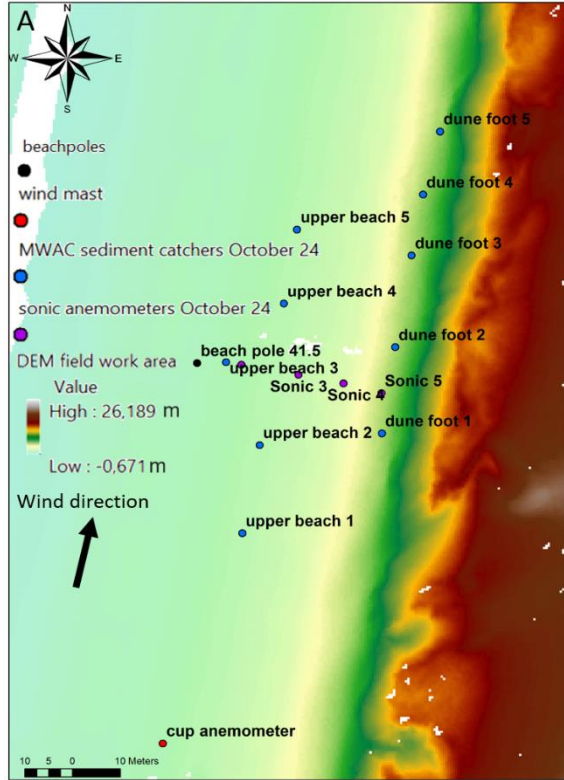 A
N
W E
S
beachpoles
wind mast
MWAC sediment catchers October 24
sonic anemometers October 24
DEM field work area
Value
High : 26,189 m
Low : -0,671 m
Wind direction
dune foot 5
dune foot 4
upper beach 5
dune foot 3
upper beach 4
dune foot 2
beach pole 41.5
upper beach 3
Sonic 3
Sonic 4
Sonic 5
dune foot 1
upper beach 2
upper beach 1
cup anemometer
10 5 0 10 Meters